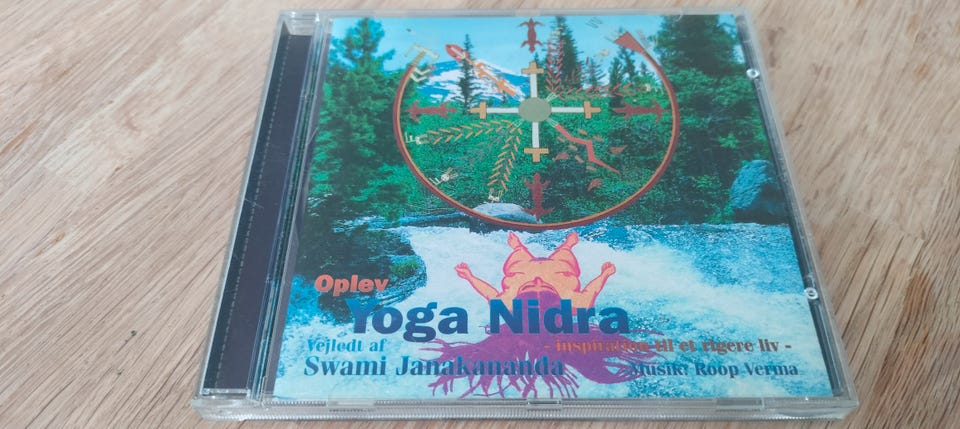 Oplev
Yoga Nidra
Vejledt af - inspiration til et rigere liv -
Swami Janakananda Musik: Roop Verma